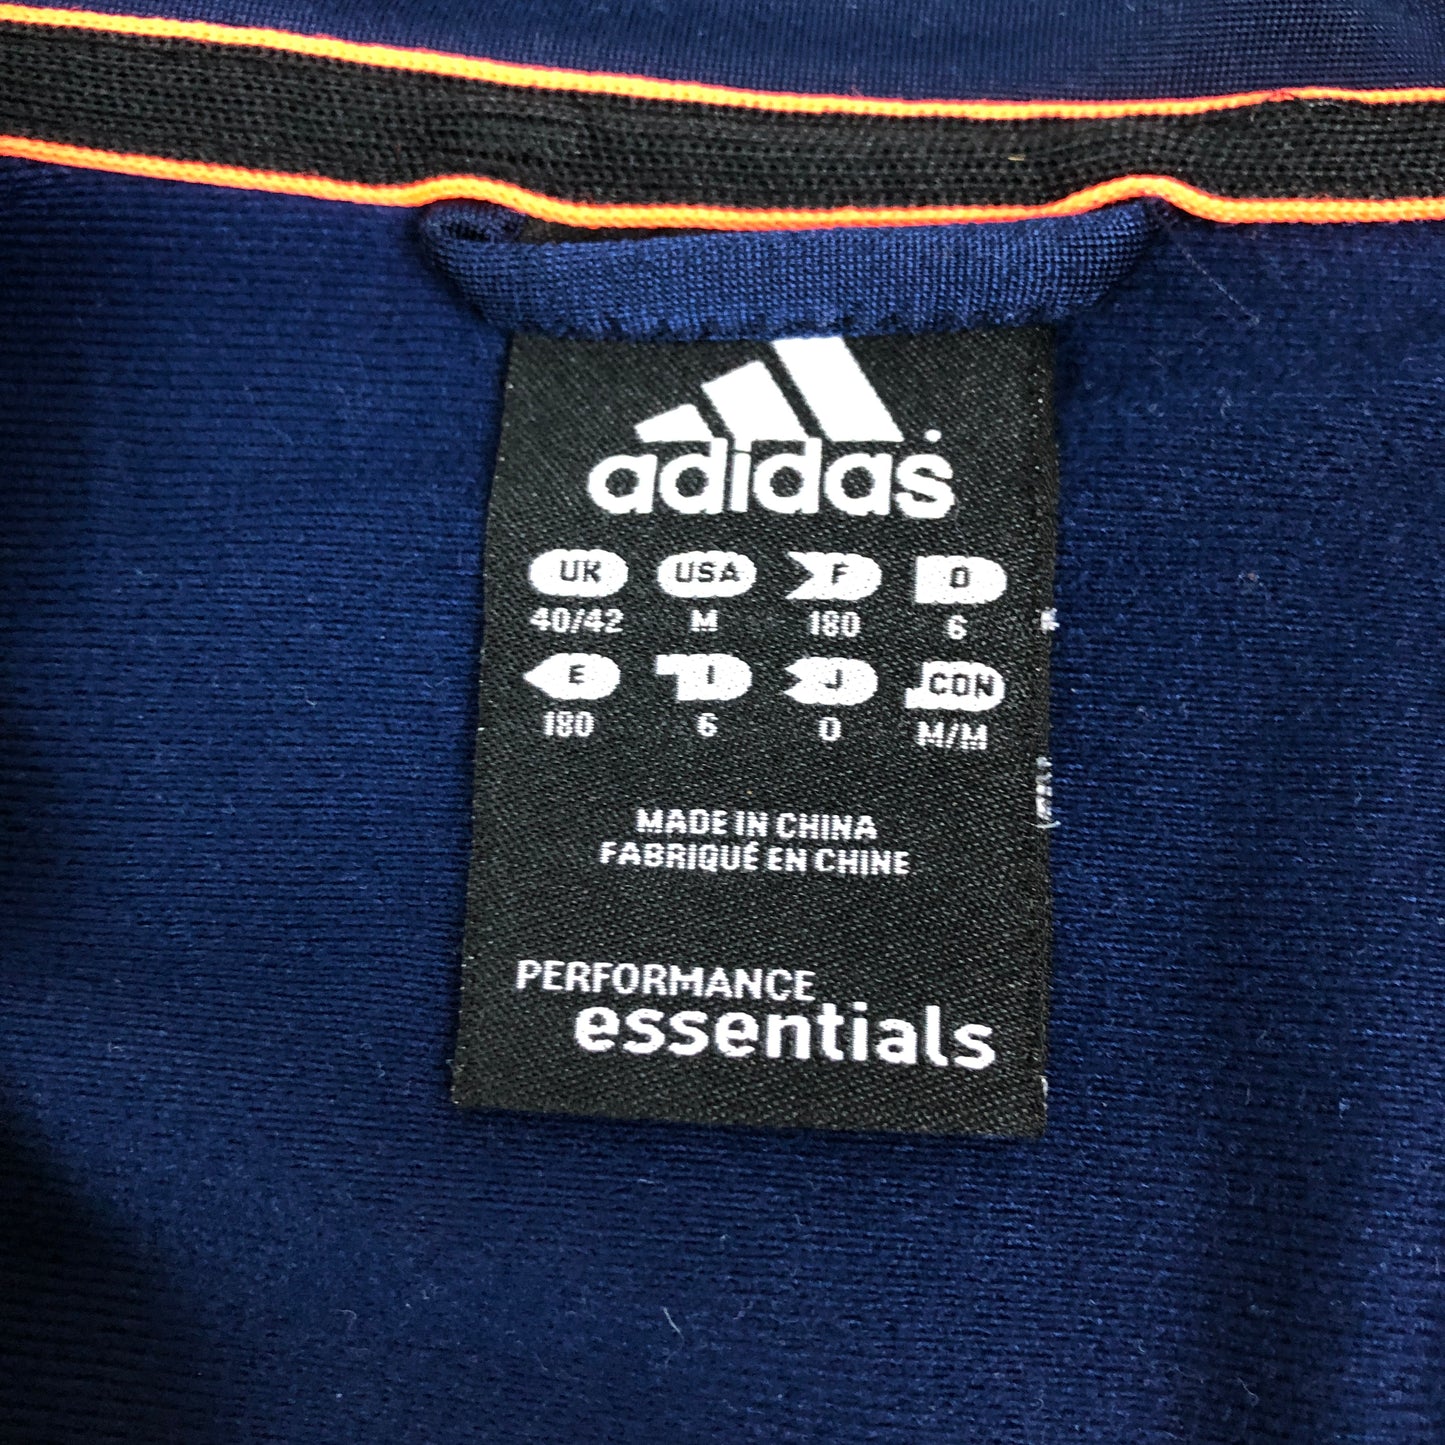 adidas
UK USA F D
40/42 M 180 6
E I J CON
180 6 O M/M
MADE IN CHINA
FABRIQUÉ EN CHINE
PERFORMANCE
essentials